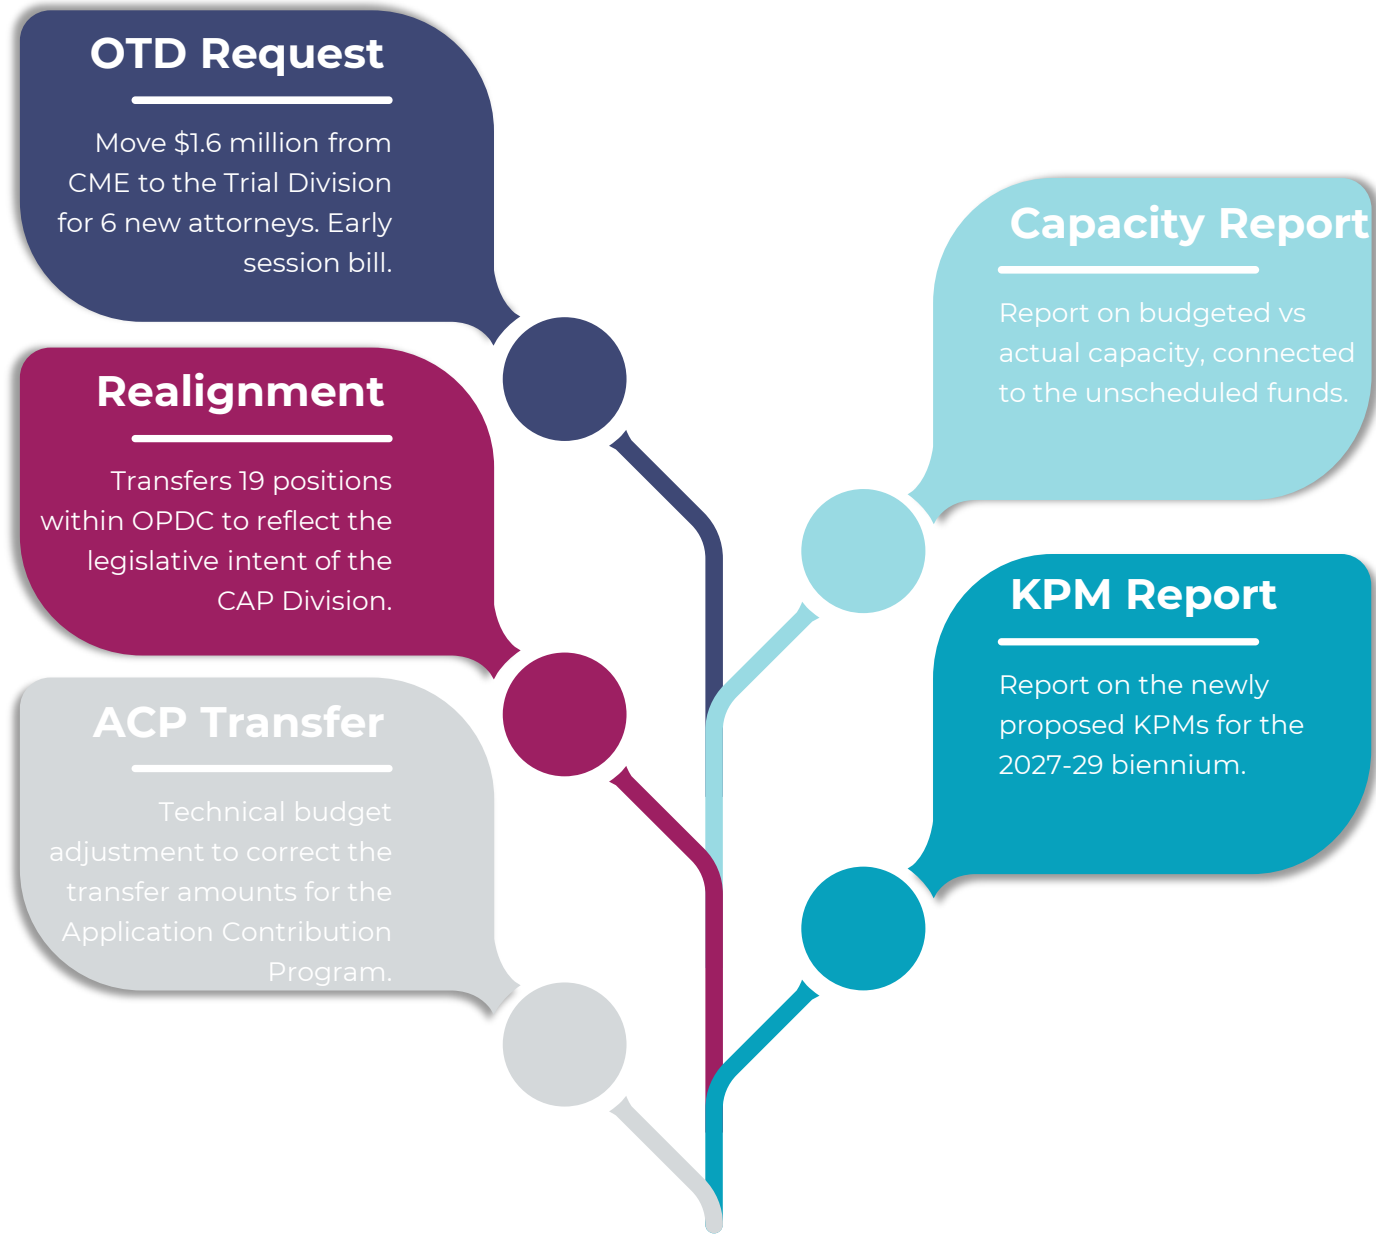 OTD Request
Move $1.6 million from
CME to the Trial Division
for 6 new attorneys. Early
session bill.
Realignment
Transfers 19 positions
within OPDC to reflect the
legislative intent of the
CAP Division.
ACP Transfer
Technical budget
adjustment to correct the
transfer amounts for the
Application Contribution
Program.
Capacity Report
Report on budgeted vs
actual capacity, connected
to the unscheduled funds.
KPM Report
Report on the newly
proposed KPMs for the
2027-29 biennium.